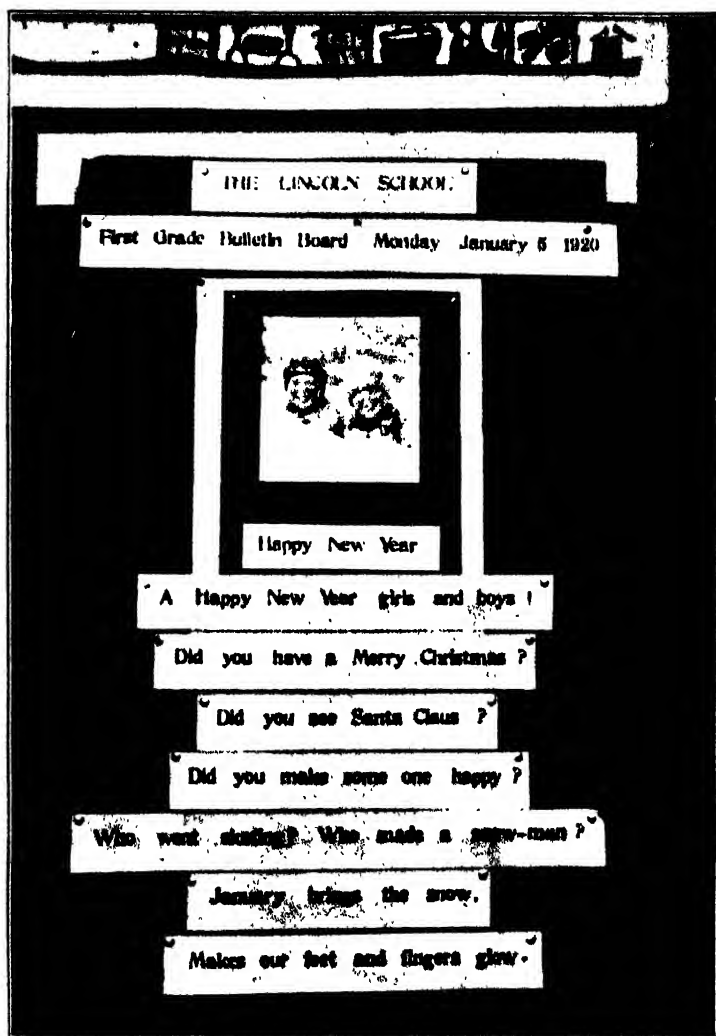 THE LINCOLN SCHOOL
First Grade Bulletin Board Monday January 5 1920
Happy New Year
A Happy New Year girls and boys !
Did you have a Merry Christmas ?
Did you see Santa Claus ?
Did you make some one happy ?
Who went skating? Who made a snow-man ?
January brings the snow.
Makes our feet and fingers glow.